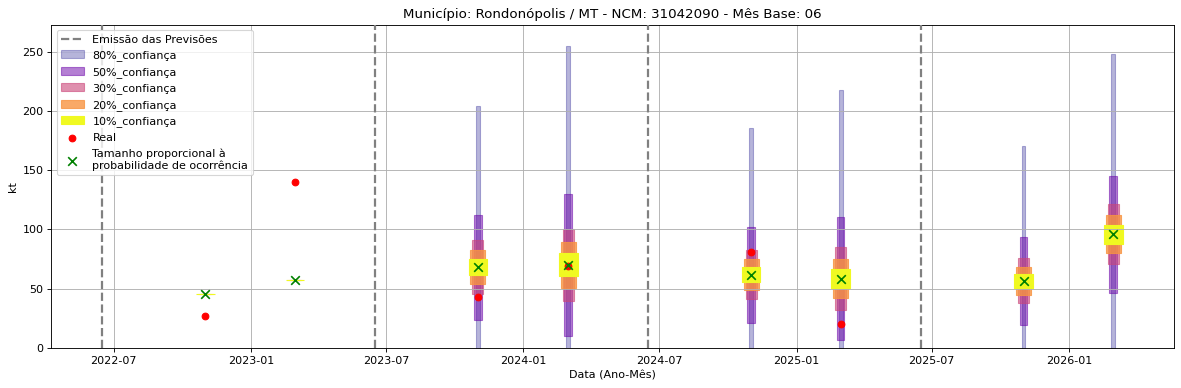 Município: Rondonópolis / MT - NCM: 31042090 - Mês Base: 06
Emissão das Previsões
80%_confiança
50%_confiança
30%_confiança
20%_confiança
10%_confiança
Real
Tamanho proporcional à
probabilidade de ocorrência
kt
250
200
150
100
50
0
2022-07 2023-01 2023-07 2024-01 2024-07 2025-01 2025-07 2026-01
Data (Ano-Mês)